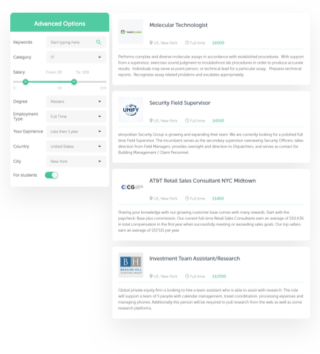 Advanced Options
Keywords Start typing here
Category IT
Salary From 30 To 200
Degree Masters
Employment Type Full Time
Your Experience Less than 1 year
Country United States
City New York
For students
Molecular Technologist
US, New York Full time
Performs complex and diverse molecular assays in accordance with established procedures. With support
from a supervisor, exercises sound judgment to established lab procedures in order to produce accurate
results. Individuals may serve as point person, or technical lead for a particular assay. Prepares technical
reports. Recognizes assay-related problems and escalates appropriately.
Security Field Supervisor
UNIFY
US, New York Full time
etropolitan Security Group is growing and expanding their team. We are currently looking for a polished full
time Field Supervisor. The incumbent serves as the secondary supervisor overseeing Security Officers, takes
direction from Field Managers, provides oversight and direction on Dispatchers, and serves as contact for
Building Management \ Client Personnel.
AT&T Retail Sales Consultant NYC Midtown
CCG
US, New York Full time
Sharing your knowledge with our growing customer base comes with many rewards. Start with the
paycheck. Base plus commission. Our current full-time Retail Sales Consultants earn an average of
in total compensation in the first year when successfully meeting or exceeding sales goals. Our top sellers
earn an average of per year.
Investment Team Assistant/Research
BH
US, New York Full time
Global private equity firm is looking to hire a team assistant who is able to assist with research. The role
will support a team of 5 people with calendar management, travel coordination, processing expenses and
managing phones. Additionally this person will be required to pull research from the web as well as some
research platforms.